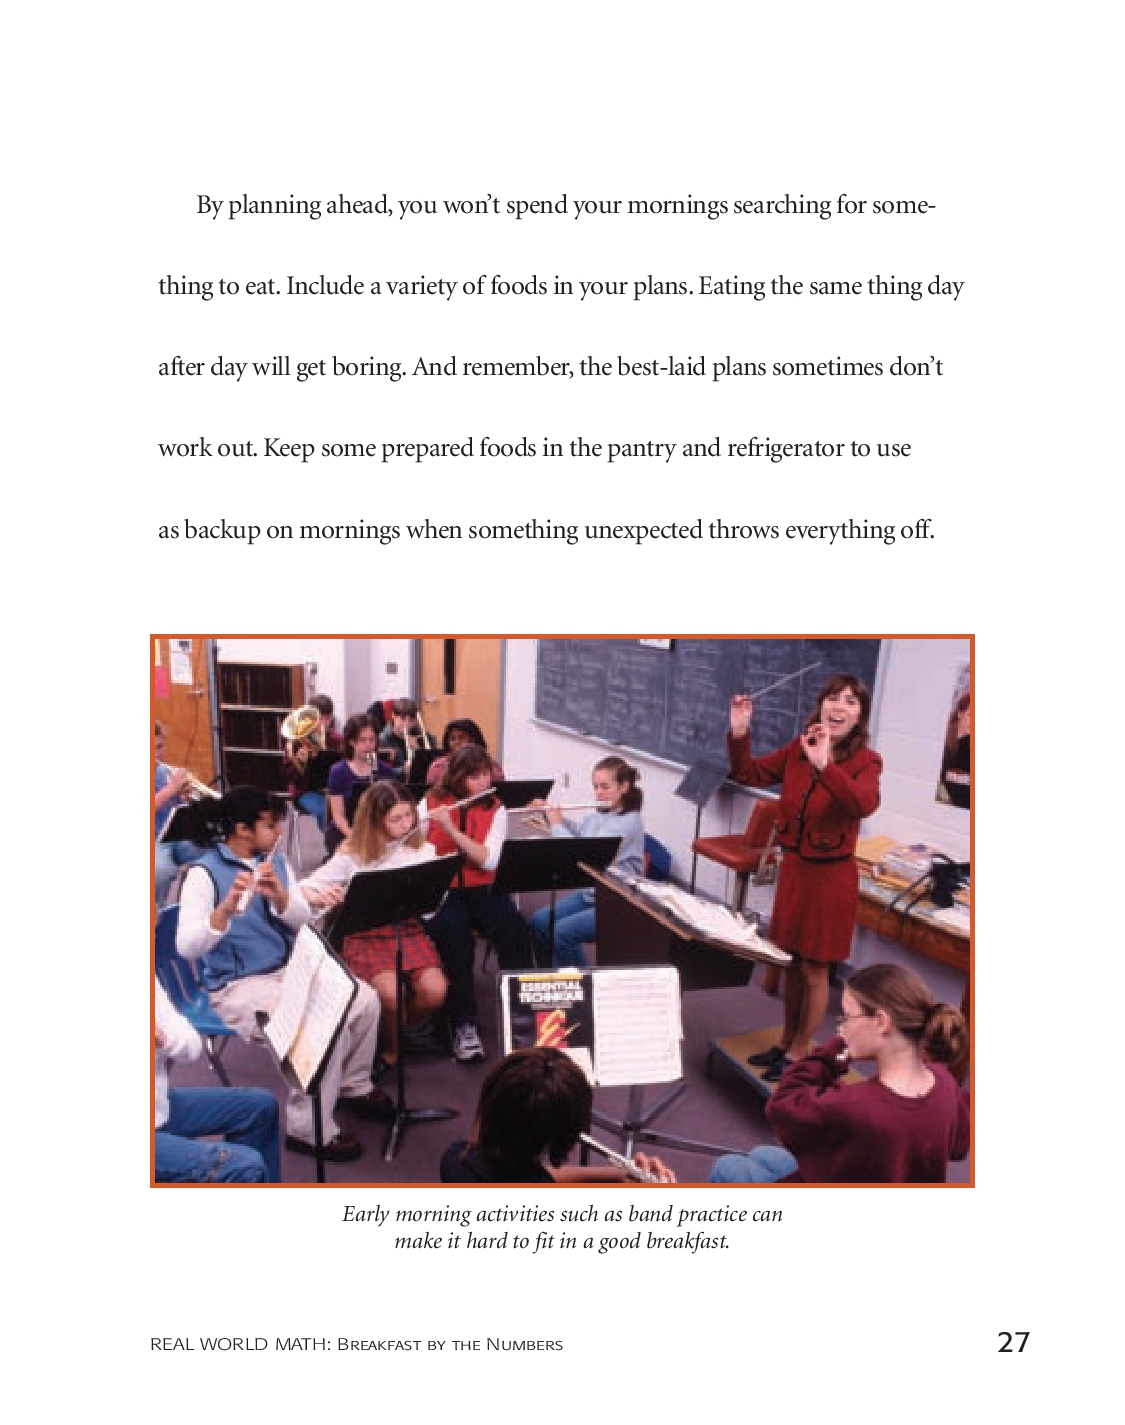 By planning ahead, you won’t spend your mornings searching for some-
thing to eat. Include a variety of foods in your plans. Eating the same thing day
after day will get boring. And remember, the best-laid plans sometimes don’t
work out. Keep some prepared foods in the pantry and refrigerator to use
as backup on mornings when something unexpected throws everything off.
ESSENTIAL
TECHNIQUE
Early morning activities such as band practice can
make it hard to fit in a good breakfast.
REAL WORLD MATH: BREAKFAST BY THE NUMBERS
27